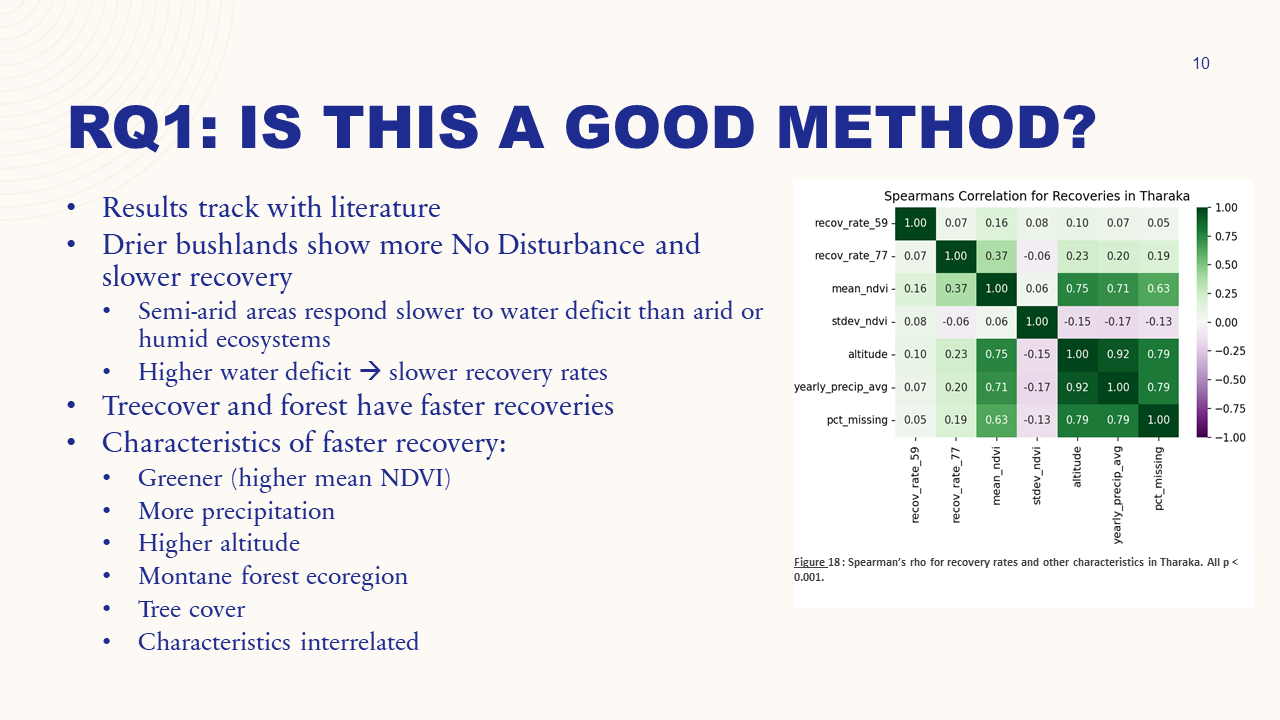 10
RQ1: IS THIS A GOOD METHOD?
• Results track with literature
• Drier bushlands show more No Disturbance and
slower recovery
• Semi-arid areas respond slower to water deficit than arid or
humid ecosystems
• Higher water deficit → slower recovery rates
• Treecover and forest have faster recoveries
• Characteristics of faster recovery:
• Greener (higher mean NDVI)
• More precipitation
• Higher altitude
• Montane forest ecoregion
• Tree cover
• Characteristics interrelated
Spearmans Correlation for Recoveries in Tharaka
recov_rate_59 1.00 0.07 0.16 0.08 0.10 0.07 0.05
recov_rate_77 0.07 1.00 0.37 -0.06 0.23 0.20 0.19
mean_ndvi 0.16 0.37 1.00 0.06 0.75 0.71 0.63
stdev_ndvi 0.08 -0.06 0.06 1.00 -0.15 -0.17 -0.13
altitude 0.10 0.23 0.75 -0.15 1.00 0.92 0.79
yearly_precip_avg 0.07 0.20 0.71 -0.17 0.92 1.00 0.79
pct_missing 0.05 0.19 0.63 -0.13 0.79 0.79 1.00
recov_rate_59
recov_rate_77
mean_ndvi
stdev_ndvi
altitude
yearly_precip_avg
pct_missing
1.00
0.75
0.50
0.25
0.00
−0.25
−0.50
−0.75
−1.00
Figure 18: Spearman’s rho for recovery rates and other characteristics in Tharaka. All p <
0.001.